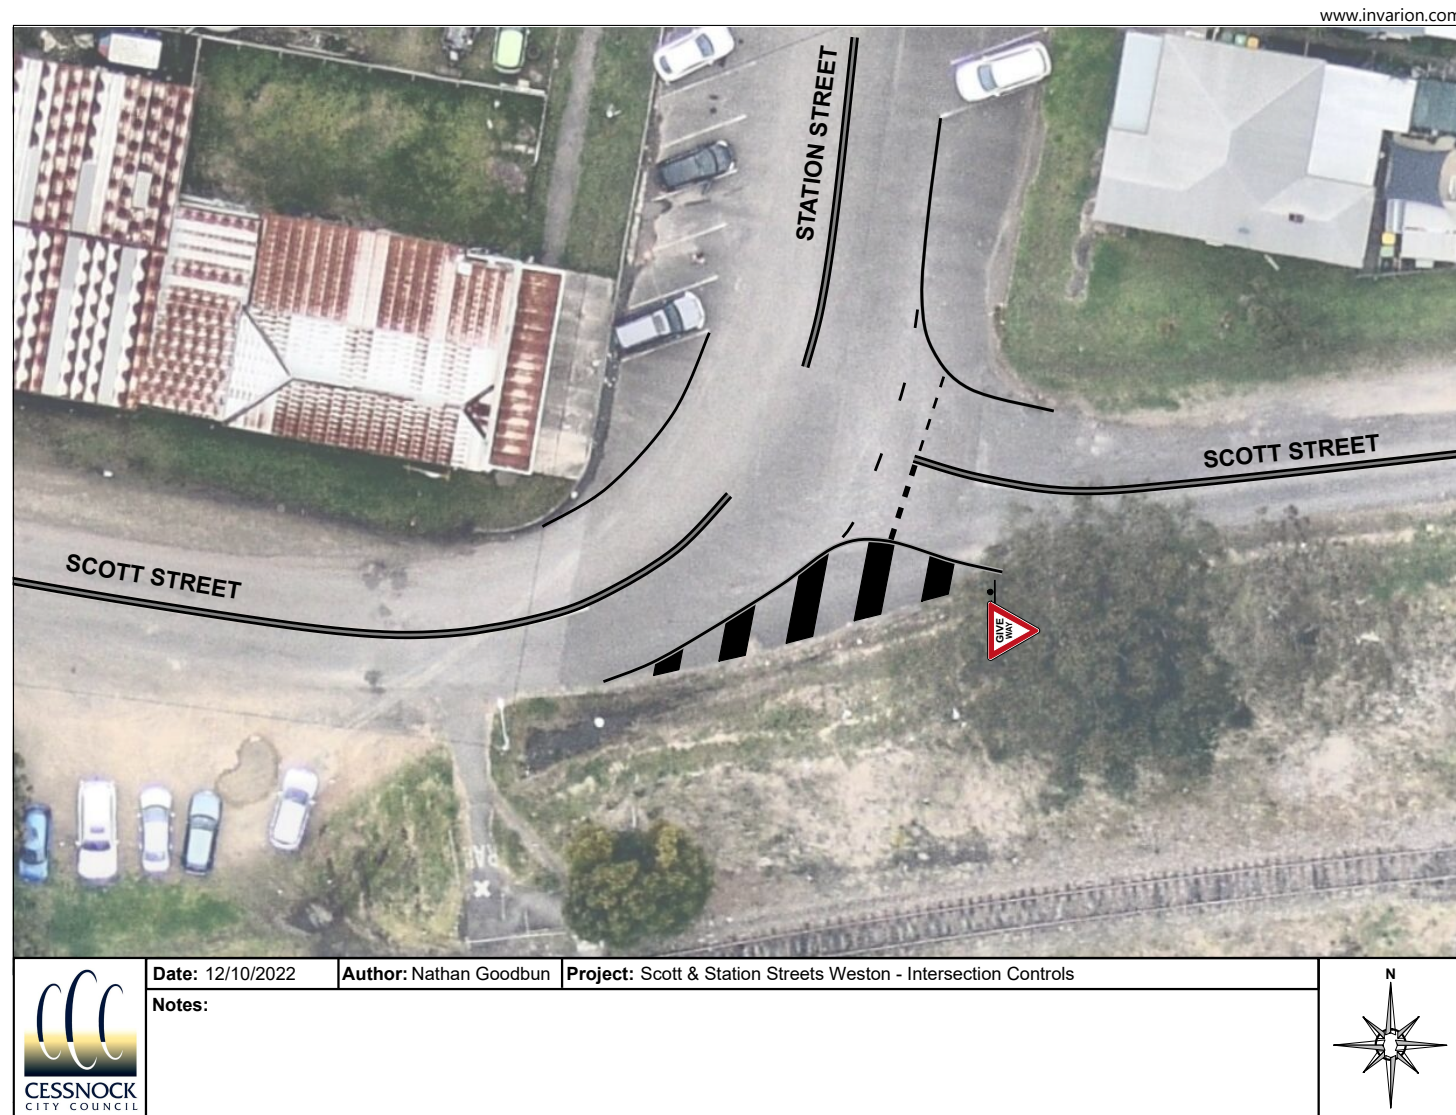 www.invarion.com
STATION STREET
SCOTT STREET
SCOTT STREET
GIVE
WAY
Date: 12/10/2022
Author: Nathan Goodbun
Project: Scott & Station Streets Weston - Intersection Controls
Notes:
N
CESSNOCK
CITY COUNCIL